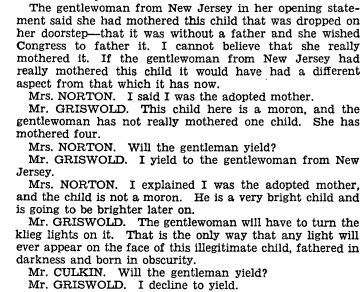 The gentlewoman from New Jersey in her opening state-
ment said she had mothered this child that was dropped on
her doorstep—that it was without a father and she wished
Congress to father it. I cannot believe that she really
mothered it. If the gentlewoman from New Jersey had
really mothered this child it would have had a different
aspect from that which it has now.
Mrs. NORTON. I said I was the adopted mother.
Mr. GRISWOLD. This child here is a moron, and the
gentlewoman has not really mothered one child. She has
mothered four.
Mrs. NORTON. Will the gentleman yield?
Mr. GRISWOLD. I yield to the gentlewoman from New
Jersey.
Mrs. NORTON. I explained I was the adopted mother,
and the child is not a moron. He is a very bright child and
is going to be brighter later on.
Mr. GRISWOLD. The gentlewoman will have to turn the
klieg lights on it. That is the only way that any light will
ever appear on the face of this illegitimate child, fathered in
darkness and born in obscurity.
Mr. CULKIN. Will the gentleman yield?
Mr. GRISWOLD. I decline to yield.